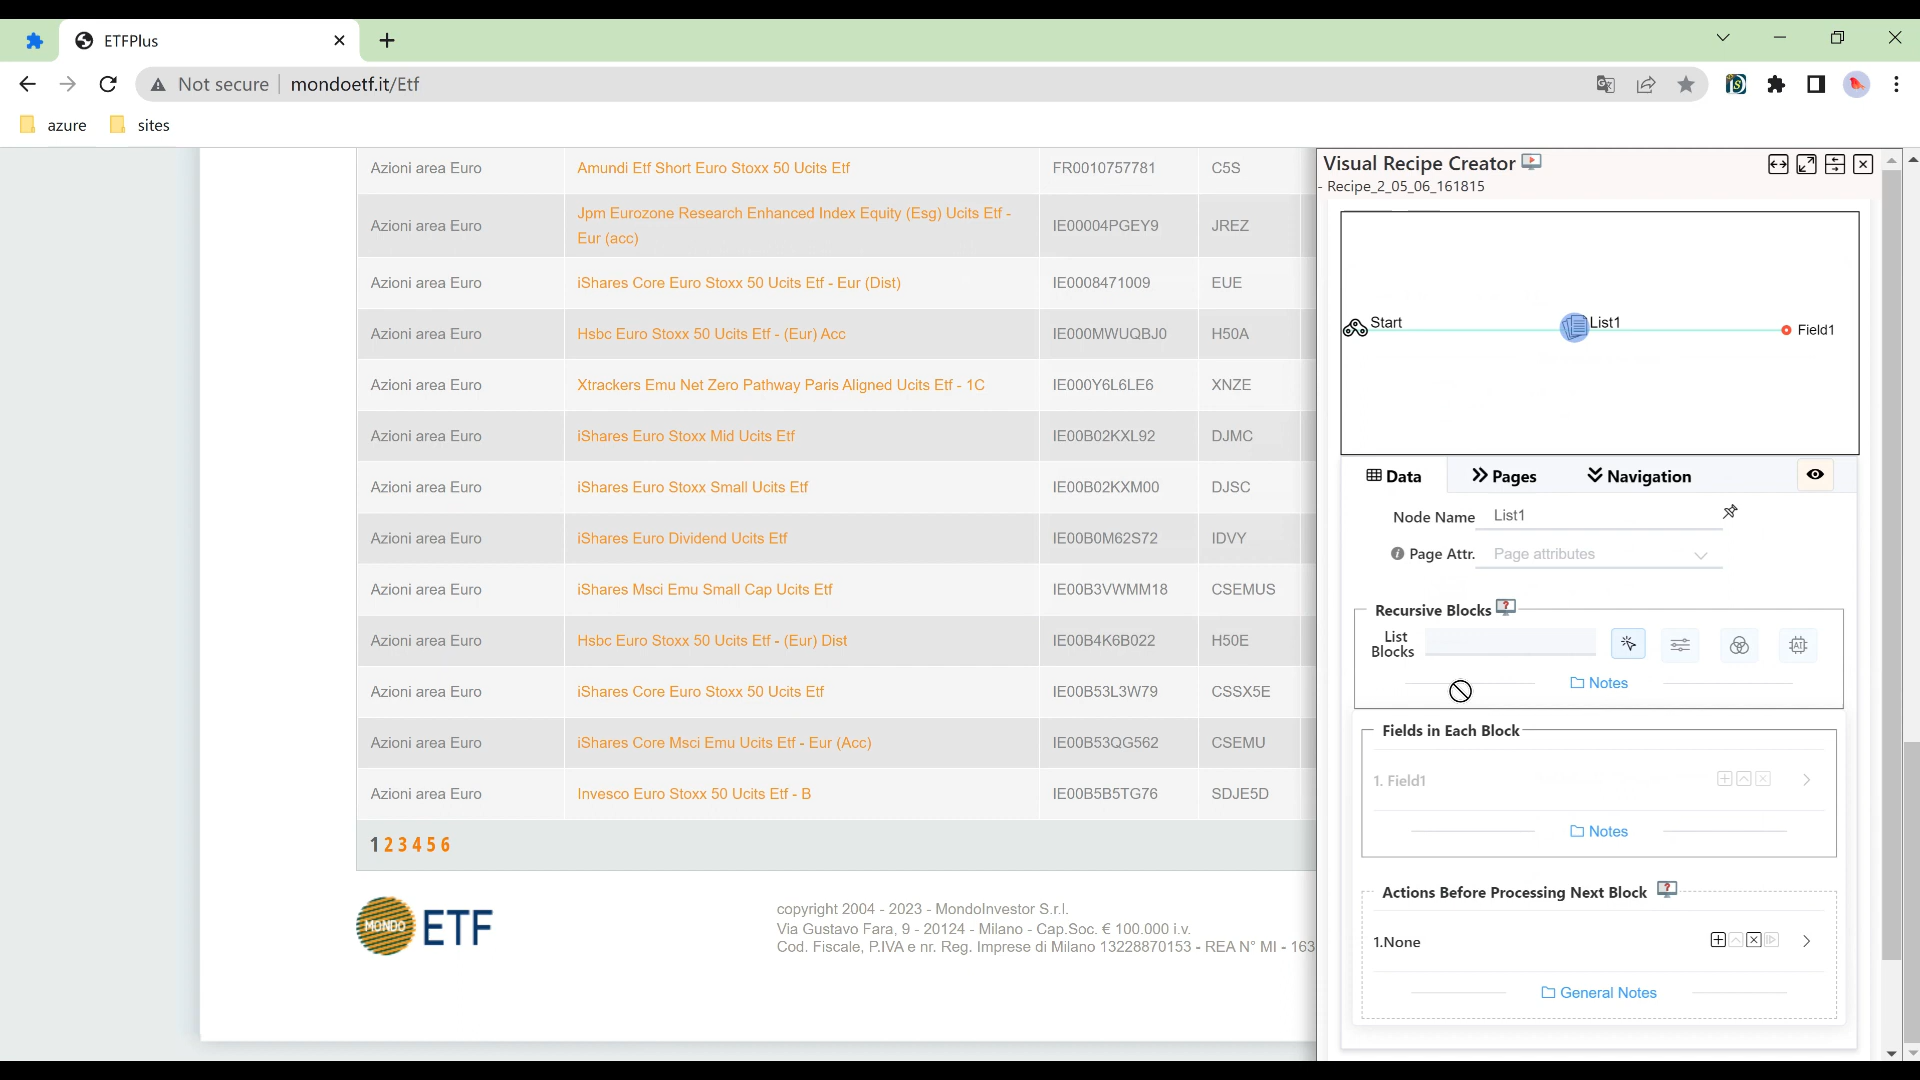 ETFPlus
Not secure
mondoetf.it/Etf
azure
sites
Azioni area Euro Amundi Etf Short Euro Stoxx 50 Ucits Etf FR0010757781 C5S
Azioni area Euro Jpm Eurozone Research Enhanced Index Equity (Esg) Ucits Etf - IE00004PGEY9 JREZ
Eur (acc)
Azioni area Euro iShares Core Euro Stoxx 50 Ucits Etf - Eur (Dist) IE0008471009 EUE
Azioni area Euro Hsbc Euro Stoxx 50 Ucits Etf - (Eur) Acc IE000MWUQBJ0 H50A
Azioni area Euro Xtrackers Emu Net Zero Pathway Paris Aligned Ucits Etf - 1C IE000Y6L6LE6 XNZE
Azioni area Euro iShares Euro Stoxx Mid Ucits Etf IE00B02KXL92 DJMC
Azioni area Euro iShares Euro Stoxx Small Ucits Etf IE00B02KXM00 DJSC
Azioni area Euro iShares Euro Dividend Ucits Etf IE00B0M62S72 IDVY
Azioni area Euro iShares Msci Emu Small Cap Ucits Etf IE00B3VWMM18 CSEMUS
Azioni area Euro Hsbc Euro Stoxx 50 Ucits Etf - (Eur) Dist IE00B4K6B022 H50E
Azioni area Euro iShares Core Euro Stoxx 50 Ucits Etf IE00B53L3W79 CSSX5E
Azioni area Euro iShares Core Msci Emu Ucits Etf - Eur (Acc) IE00B53QG562 CSEMU
Azioni area Euro Invesco Euro Stoxx 50 Ucits Etf - B IE00B5B5TG76 SDJE5D
1 2 3 4 5 6
MONDO ETF
copyright 2004 - 2023 - MondoInvestor S.r.l.
Via Gustavo Fara, 9 - 20124 - Milano - Cap.Soc. € 100.000 i.v.
Cod. Fiscale, P.IVA e nr. Reg. Imprese di Milano 13228870153 - REA N° MI - 163
Visual Recipe Creator
- Recipe_2_05_06_161815
Start
List1
Field1
Data
Pages
Navigation
Node Name List1
Page Attr. Page attributes
Recursive Blocks
List
Blocks
AI
Notes
Fields in Each Block
1. Field1
Notes
Actions Before Processing Next Block
1.None
General Notes